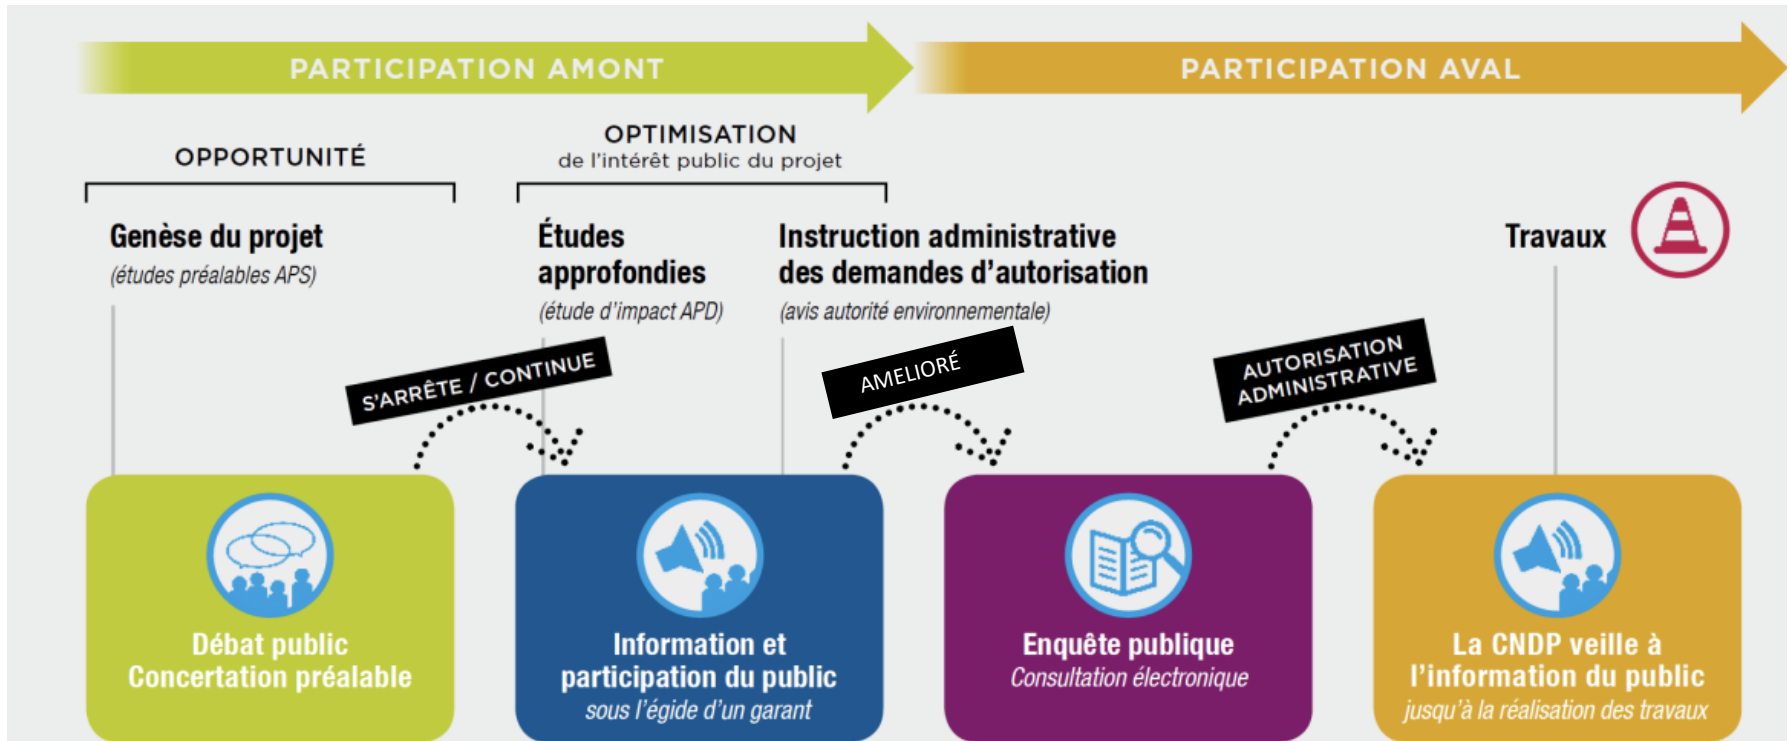 PARTICIPATION AMONT
PARTICIPATION AVAL
OPPORTUNITÉ
OPTIMISATION
de l'intérêt public du projet
Genèse du projet
(études préalables APS)
Études
approfondies
(étude d'impact APD)
Instruction administrative
des demandes d'autorisation
(avis autorité environnementale)
Travaux
S'ARRÊTE / CONTINUE
AMELIORÉ
AUTORISATION
ADMINISTRATIVE
Débat public
Concertation préalable
Information et
participation du public
sous l'égide d'un garant
Enquête publique
Consultation électronique
La CNDP veille à
l'information du public
jusqu'à la réalisation des travaux